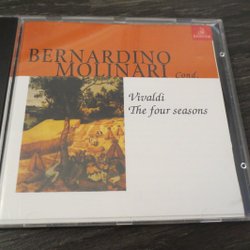 BERNARDINO
MOLINARI Cond.
Vivaldi
The four seasons